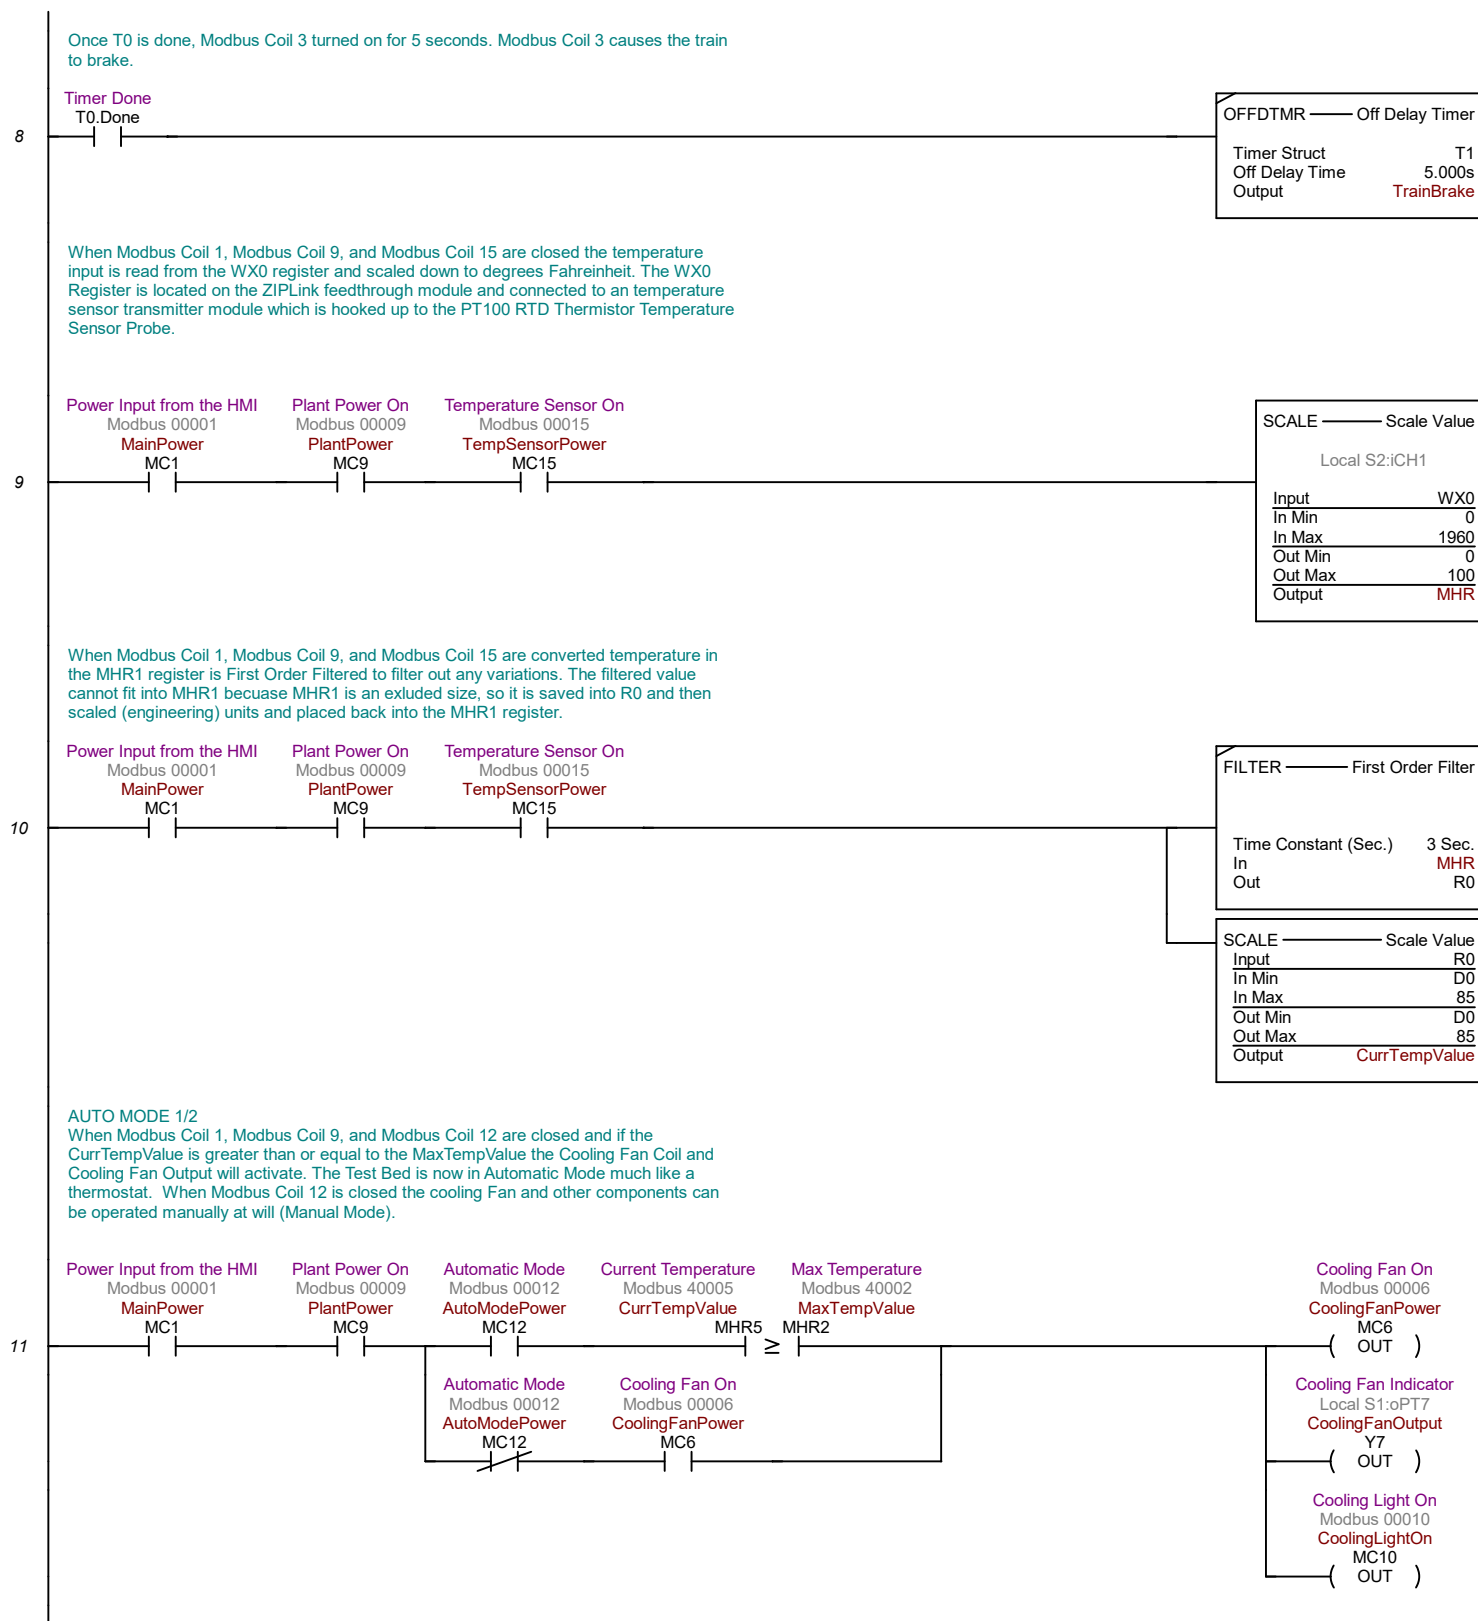 Once T0 is done, Modbus Coil 3 turned on for 5 seconds. Modbus Coil 3 causes the train
to brake.
Timer Done
T0.Done
8
OFFDTMR Off Delay Timer
Timer Struct T1
Off Delay Time 5.000s
Output TrainBrake
When Modbus Coil 1, Modbus Coil 9, and Modbus Coil 15 are closed the temperature
input is read from the WX0 register and scaled down to degrees Fahreinheit. The WX0
Register is located on the ZIPLink feedthrough module and connected to an temperature
sensor transmitter module which is hooked up to the PT100 RTD Thermistor Temperature
Sensor Probe.
Power Input from the HMI Plant Power On Temperature Sensor On
Modbus 00001 Modbus 00009 Modbus 00015
MainPower PlantPower TempSensorPower
MC1 MC9 MC15
9
SCALE Scale Value
Local S2:iCH1
Input WX0
In Min 0
In Max 1960
Out Min 0
Out Max 100
Output MHR
When Modbus Coil 1, Modbus Coil 9, and Modbus Coil 15 are converted temperature in
the MHR1 register is First Order Filtered to filter out any variations. The filtered value
cannot fit into MHR1 becuase MHR1 is an exluded size, so it is saved into R0 and then
scaled (engineering) units and placed back into the MHR1 register.
Power Input from the HMI Plant Power On Temperature Sensor On
Modbus 00001 Modbus 00009 Modbus 00015
MainPower PlantPower TempSensorPower
MC1 MC9 MC15
10
FILTER First Order Filter
Time Constant (Sec.) 3 Sec.
In MHR
Out R0
SCALE Scale Value
Input R0
In Min D0
In Max 85
Out Min D0
Out Max 85
Output CurrTempValue
AUTO MODE 1/2
When Modbus Coil 1, Modbus Coil 9, and Modbus Coil 12 are closed and if the
CurrTempValue is greater than or equal to the MaxTempValue the Cooling Fan Coil and
Cooling Fan Output will activate. The Test Bed is now in Automatic Mode much like a
thermostat. When Modbus Coil 12 is closed the cooling Fan and other components can
be operated manually at will (Manual Mode).
Power Input from the HMI Plant Power On Automatic Mode Current Temperature Max Temperature Cooling Fan On
Modbus 00001 Modbus 00009 Modbus 00012 Modbus 40005 Modbus 40002 Modbus 00006
MainPower PlantPower AutoModePower CurrTempValue MaxTempValue CoolingFanPower
MC1 MC9 MC12 MHR5 MHR2 MC6
11 ≥ OUT
Automatic Mode Cooling Fan On Cooling Fan Indicator
Modbus 00012 Modbus 00006 Local S1:oPT7
AutoModePower CoolingFanPower CoolingFanOutput
MC12 MC6 Y7
OUT
Cooling Light On
Modbus 00010
CoolingLightOn
MC10
OUT